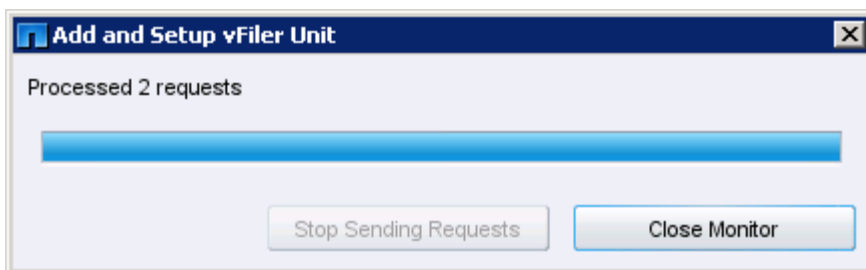 Add and Setup vFiler Unit
Processed 2 requests
Stop Sending Requests
Close Monitor